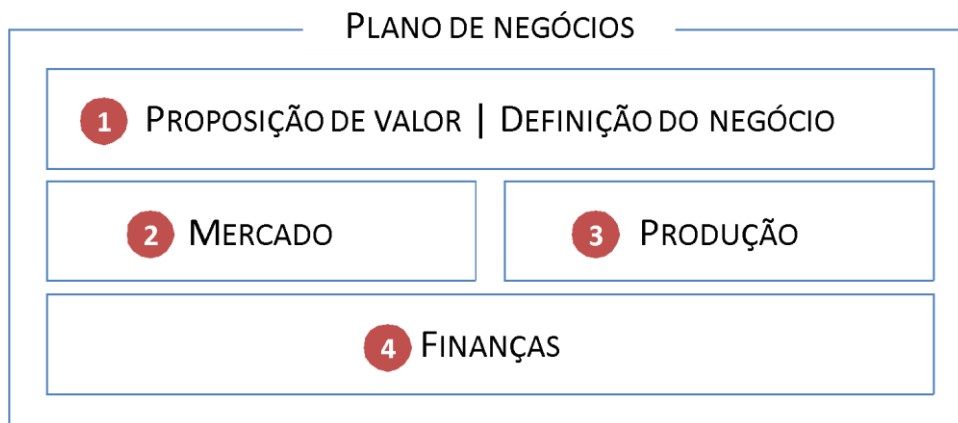 PLANO DE NEGÓCIOS
1 PROPOSIÇÃO DE VALOR | DEFINIÇÃO DO NEGÓCIO
2 MERCADO
3 PRODUÇÃO
4 FINANÇAS